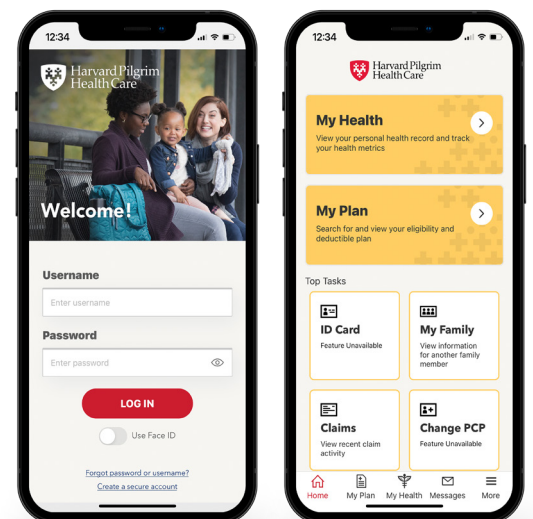 12:34
Harvard Pilgrim
Health Care
Welcome!
Username
Enter username
Password
Enter password
LOG IN
Use Face ID
Forgot password or username?
Create a secure account
12:34
Harvard Pilgrim
Health Care
My Health
View your personal health record and track
your health metrics
My Plan
Search for and view your eligibility and
deductible plan
Top Tasks
ID Card
Feature Unavailable
My Family
View information
for another family
member
Claims
View recent claim
activity
Change PCP
Feature Unavailable
Home
My Plan
My Health
Messages
More